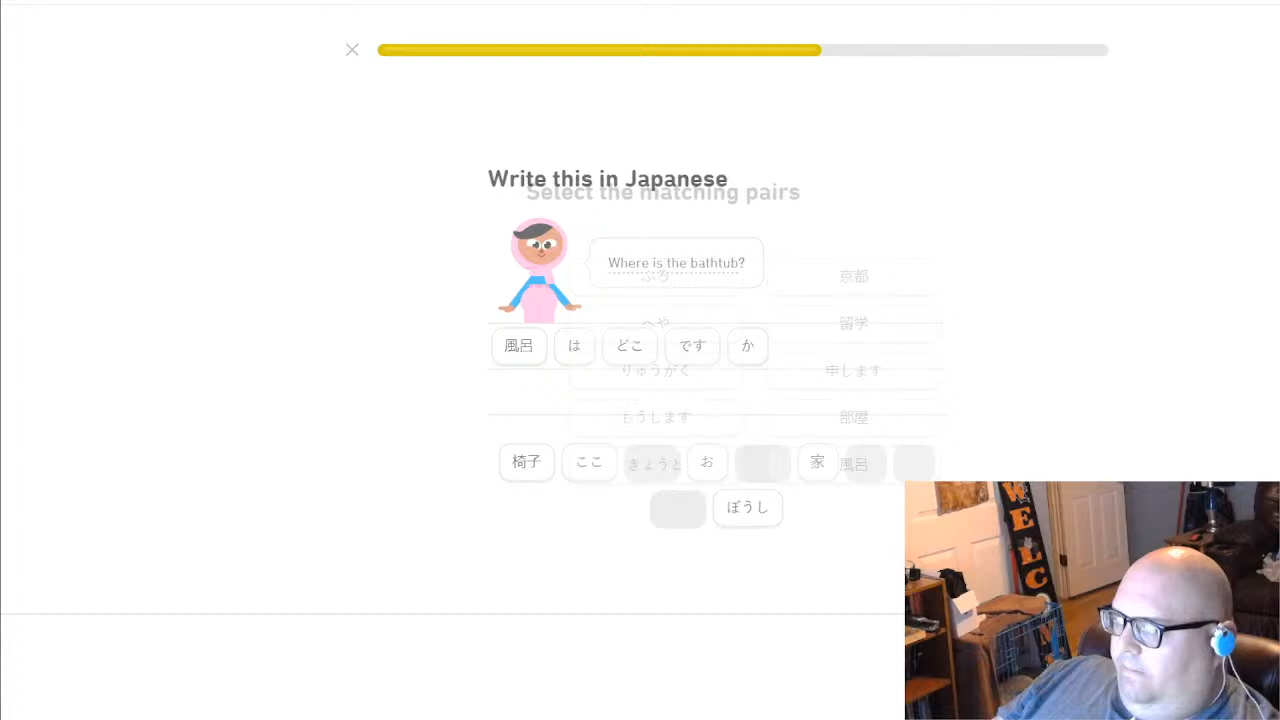 Write this in Japanese
Select the matching pairs
Where is the bathtub?
ふろ 京都
へや 留学
風呂 は どこ です か
りゅうがく 申します
もうします 部屋
椅子 ここ きょうと お 家 風呂
ぼうし
WELC